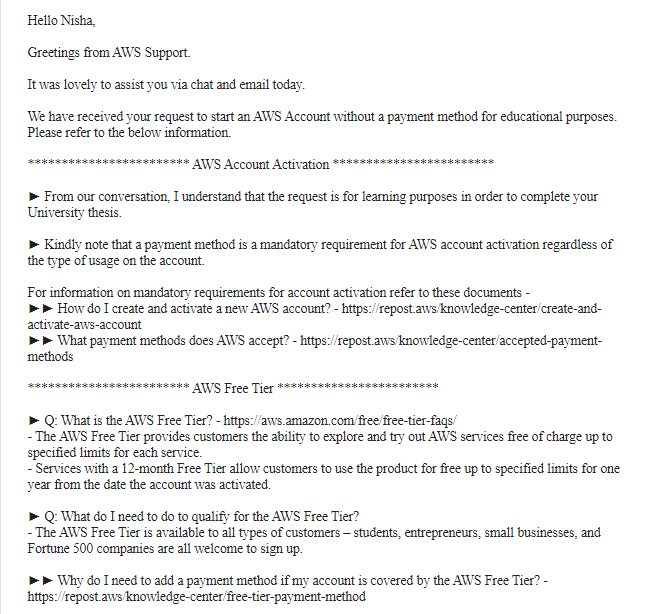 Hello Nisha,
Greetings from AWS Support.
It was lovely to assist you via chat and email today.
We have received your request to start an AWS Account without a payment method for educational purposes.
Please refer to the below information.
************************* AWS Account Activation *************************
► From our conversation, I understand that the request is for learning purposes in order to complete your
University thesis.
► Kindly note that a payment method is a mandatory requirement for AWS account activation regardless of
the type of usage on the account.
For information on mandatory requirements for account activation refer to these documents -
►► How do I create and activate a new AWS account? - https://repost.aws/knowledge-center/create-and-
activate-aws-account
►► What payment methods does AWS accept? - https://repost.aws/knowledge-center/accepted-payment-
methods
************************* AWS Free Tier *************************
► Q: What is the AWS Free Tier? - https://aws.amazon.com/free/free-tier-faqs/
- The AWS Free Tier provides customers the ability to explore and try out AWS services free of charge up to
specified limits for each service.
- Services with a 12-month Free Tier allow customers to use the product for free up to specified limits for one
year from the date the account was activated.
► Q: What do I need to do to qualify for the AWS Free Tier?
- The AWS Free Tier is available to all types of customers – students, entrepreneurs, small businesses, and
Fortune 500 companies are all welcome to sign up.
►► Why do I need to add a payment method if my account is covered by the AWS Free Tier? -
https://repost.aws/knowledge-center/free-tier-payment-method